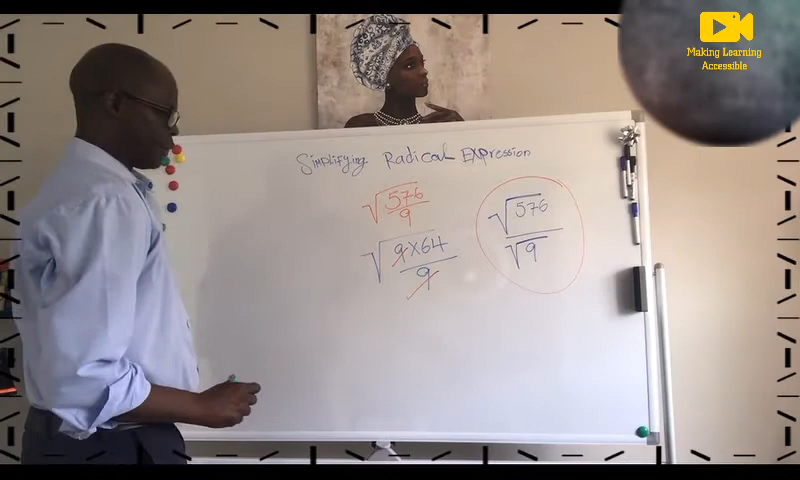 Making Learning
Accessible
Simplifying Radical Expression
√576/9
√9×64/9
√576/√9